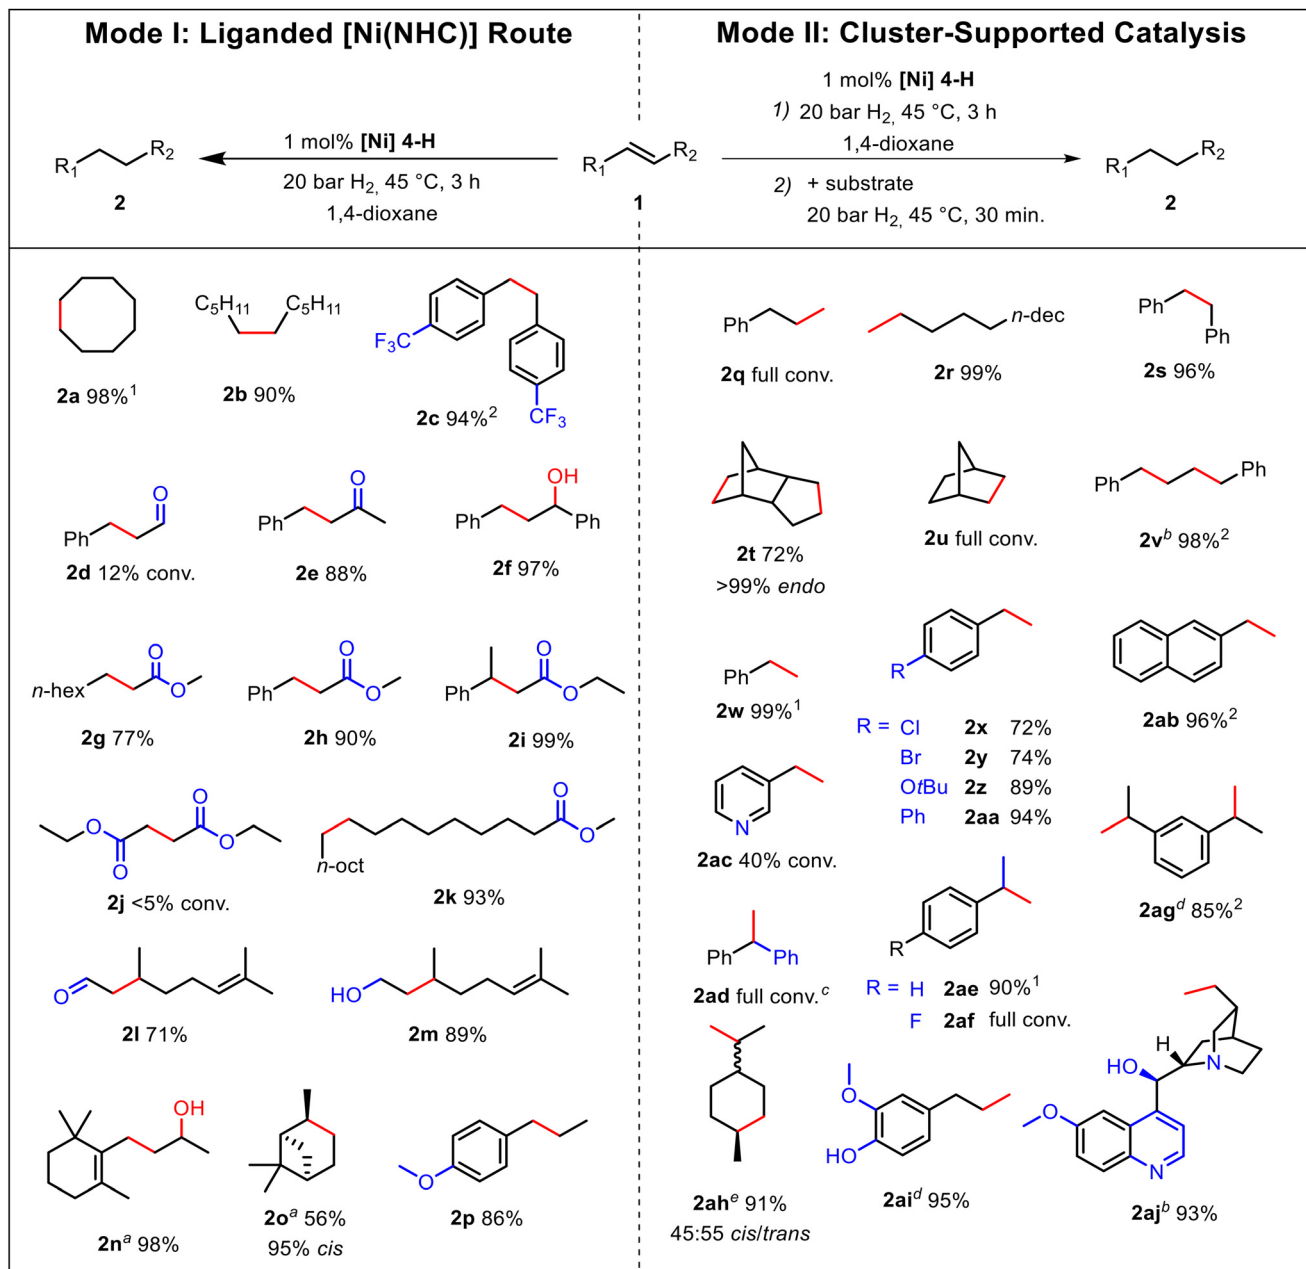 Mode I: Liganded [Ni(NHC)] Route
Mode II: Cluster-Supported Catalysis
R1 R2
2
1 mol% [Ni] 4-H
20 bar H2, 45 °C, 3 h
1,4-dioxane
R1 R2
1
1 mol% [Ni] 4-H
1) 20 bar H2, 45 °C, 3 h
1,4-dioxane
2) + substrate
20 bar H2, 45 °C, 30 min.
R1 R2
2
2a 98%1
C5H11 C5H11
2b 90%
F3C
CF3
2c 94%2
Ph O
2d 12% conv.
Ph O
2e 88%
OH
Ph Ph
2f 97%
n-hex O
O
2g 77%
Ph O
O
2h 90%
Ph O
O
2i 99%
O O
O O
2j <5% conv.
n-oct O
O
2k 93%
O
2l 71%
HO
2m 89%
OH
2na 98%
2oa 56%
95% cis
O
2p 86%
Ph
2q full conv.
n-dec
2r 99%
Ph
Ph
2s 96%
2t 72%
>99% endo
2u full conv.
Ph Ph
2vb 98%2
Ph
2w 99%1
R
R = Cl 2x 72%
Br 2y 74%
OtBu 2z 89%
Ph 2aa 94%
2ab 96%2
N
2ac 40% conv.
Ph Ph
2ad full conv.c
R
R = H 2ae 90%1
F 2af full conv.
2agd 85%2
2ahe 91%
45:55 cis/trans
O
HO
2aid 95%
H
HO N
O
N
2ajb 93%